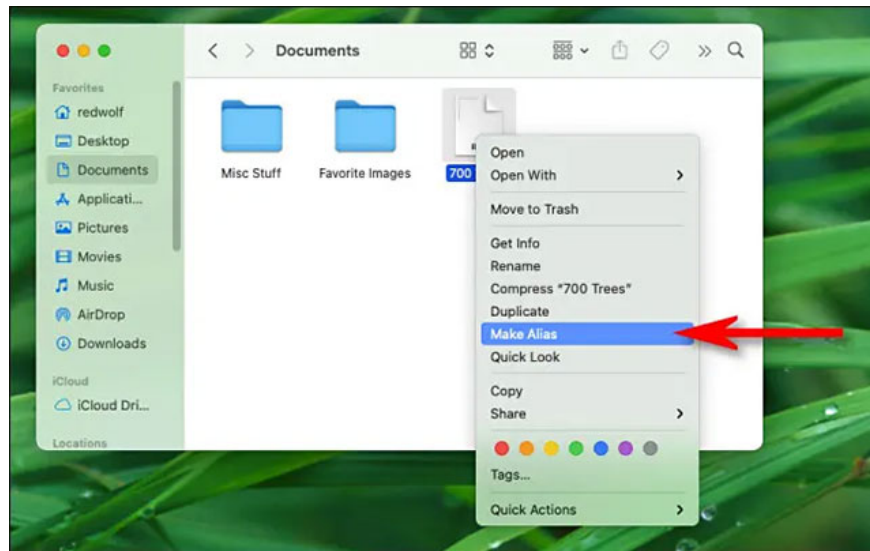 Documents
Favorites
redwolf
Desktop
Documents
Applicati...
Pictures
Movies
Music
AirDrop
Downloads
iCloud
iCloud Dri...
Locations
Misc Stuff
Favorite Images
700
Open
Open With
Move to Trash
Get Info
Rename
Compress "700 Trees"
Duplicate
Make Alias
Quick Look
Copy
Share
Tags...
Quick Actions